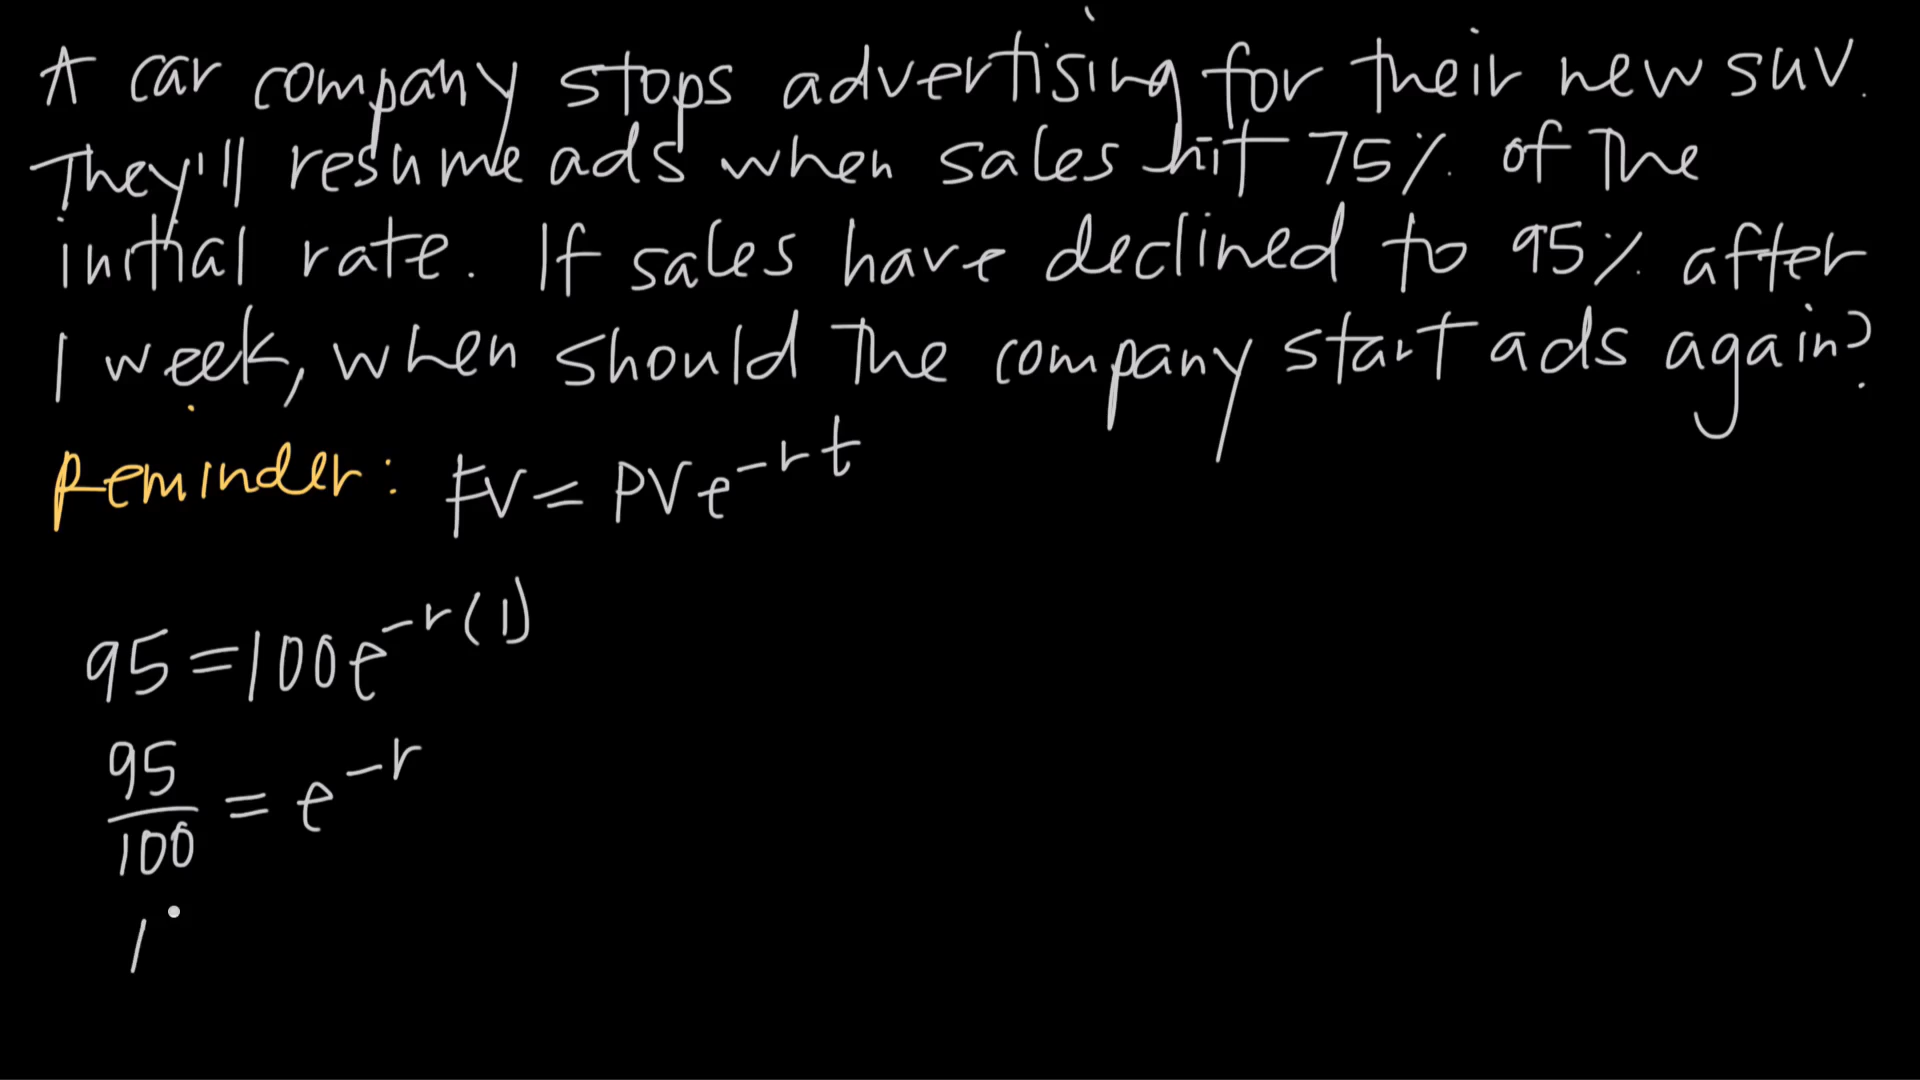 A car company stops advertising for their new SUV.
They'll resume ads when sales hit 75% of the
initial rate. If sales have declined to 95% after
1 week, when should the company start ads again?
Reminder: FV = PVe^-rt
95 = 100e^-r(1)
95/100 = e^-r